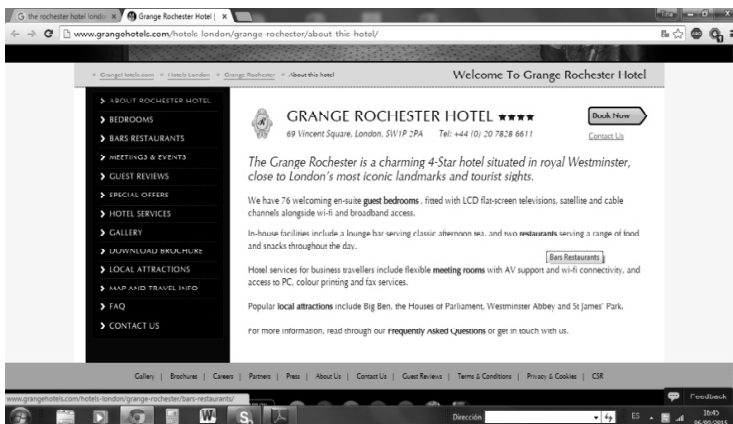 the rochester hotel londo
Grange Rochester Hotel |
www.grangehotels.com/hotels london/grange rochester/about this hotel/
GrangeHotels.com
Hotels London
Grange Rochester
About this hotel
Welcome To Grange Rochester Hotel
ABOUT ROCHESTER HOTEL
BEDROOMS
BARS RESTAURANTS
MEETINGS & EVENTS
GUEST REVIEWS
SPECIAL OFFERS
HOTEL SERVICES
GALLERY
DOWNLOAD BROCHURE
LOCAL ATTRACTIONS
MAP AND TRAVEL INFO
FAQ
CONTACT US
GRANGE ROCHESTER HOTEL ★★★★
69 Vincent Square, London, SW1P 2PA Tel: +44 (0) 20 7828 6611
Book Now
Contact Us
The Grange Rochester is a charming 4-Star hotel situated in royal Westminster,
close to London's most iconic landmarks and tourist sights.
We have 76 welcoming en-suite guest bedrooms , fitted with LCD flat-screen televisions, satellite and cable
channels alongside wi-fi and broadband access.
In-house facilities include a lounge bar serving classic afternoon tea, and two restaurants serving a range of food
and snacks throughout the day.
Bars Restaurants
Hotel services for business travellers include flexible meeting rooms with AV support and wi-fi connectivity, and
access to PC, colour printing and fax services.
Popular local attractions include Big Ben, the Houses of Parliament, Westminster Abbey and St James' Park.
For more information, read through our Frequently Asked Questions or get in touch with us.
Gallery | Brochures | Careers | Partners | Press | About Us | Contact Us | Guest Reviews | Terms & Conditions | Privacy & Cookies | CSR
www.grangehotels.com/hotels-london/grange-rochester/bars-restaurants/
Feedback
Dirección
ES
16:45
06/09/2015